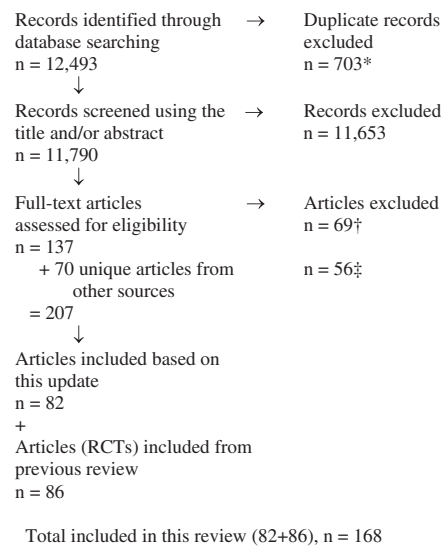 Records identified through → Duplicate records
database searching excluded
n = 12,493 n = 703*
↓
Records screened using the → Records excluded
title and/or abstract n = 11,653
n = 11,790
↓
Full-text articles → Articles excluded
assessed for eligibility n = 69†
n = 137
+ 70 unique articles from n = 56‡
other sources
= 207
↓
Articles included based on
this update
n = 82
+
Articles (RCTs) included from
previous review
n = 86
Total included in this review (82+86), n = 168